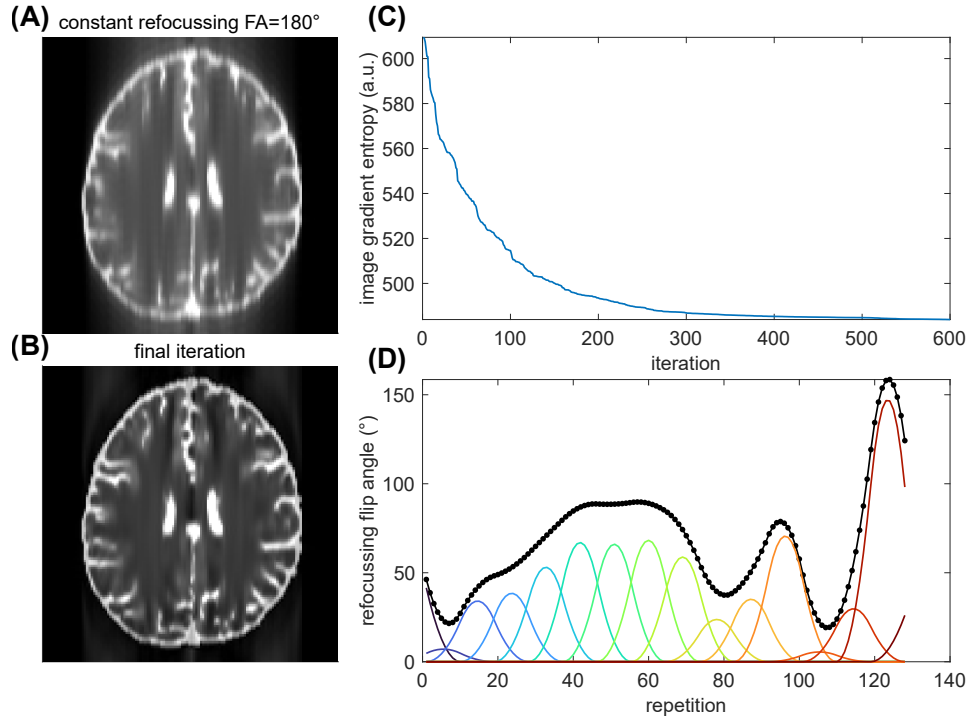 (A)
constant refocussing FA=180°
(B)
final iteration
(C)
image gradient entropy (a.u.)
600
580
560
540
520
500
0 100 200 300 400 500 600
iteration
(D)
refocussing flip angle (°)
150
100
50
0
0 20 40 60 80 100 120 140
repetition